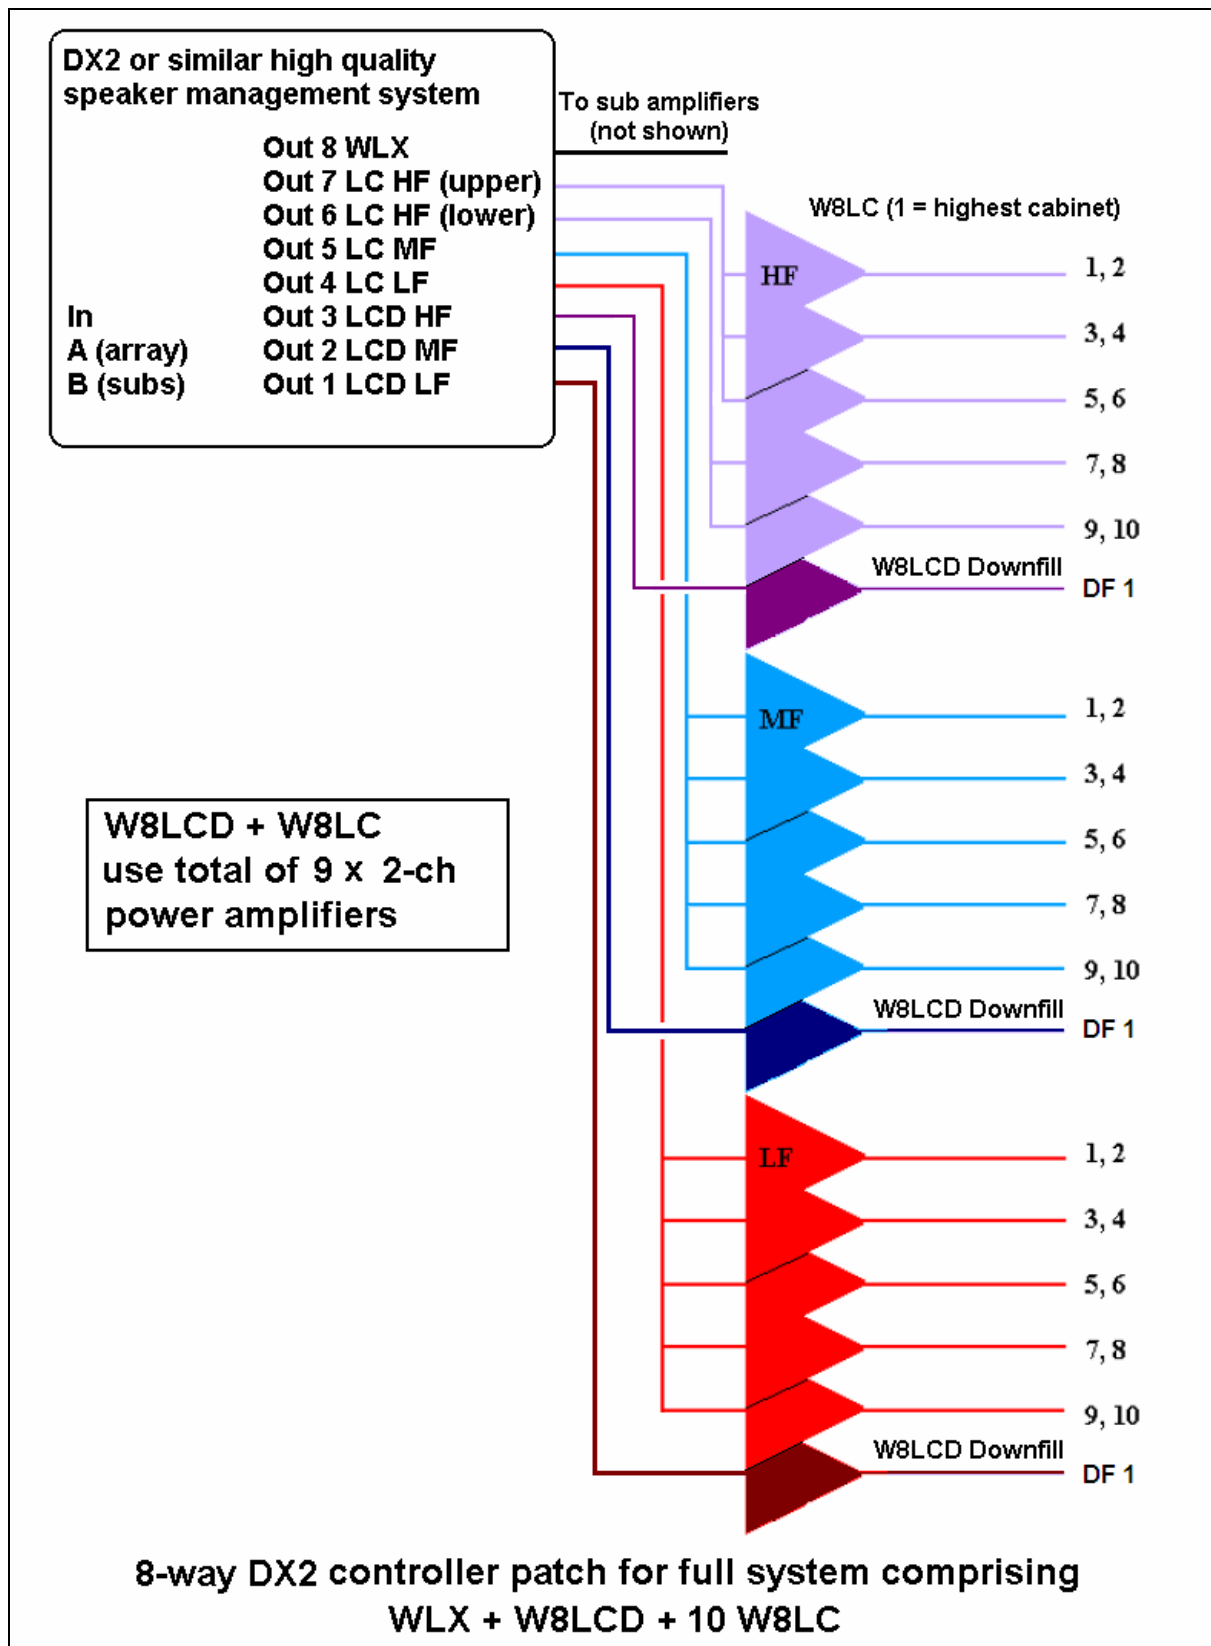 DX2 or similar high quality
speaker management system
To sub amplifiers
(not shown)
Out 8 WLX
Out 7 LC HF (upper)
Out 6 LC HF (lower)
Out 5 LC MF
Out 4 LC LF
In
Out 3 LCD HF
A (array)
Out 2 LCD MF
B (subs)
Out 1 LCD LF
W8LC (1 = highest cabinet)
HF
1, 2
3, 4
5, 6
7, 8
9, 10
W8LCD Downfill
DF 1
MF
1, 2
3, 4
5, 6
7, 8
9, 10
W8LCD Downfill
DF 1
W8LCD + W8LC
use total of 9 x 2-ch
power amplifiers
LF
1, 2
3, 4
5, 6
7, 8
9, 10
W8LCD Downfill
DF 1
8-way DX2 controller patch for full system comprising
WLX + W8LCD + 10 W8LC